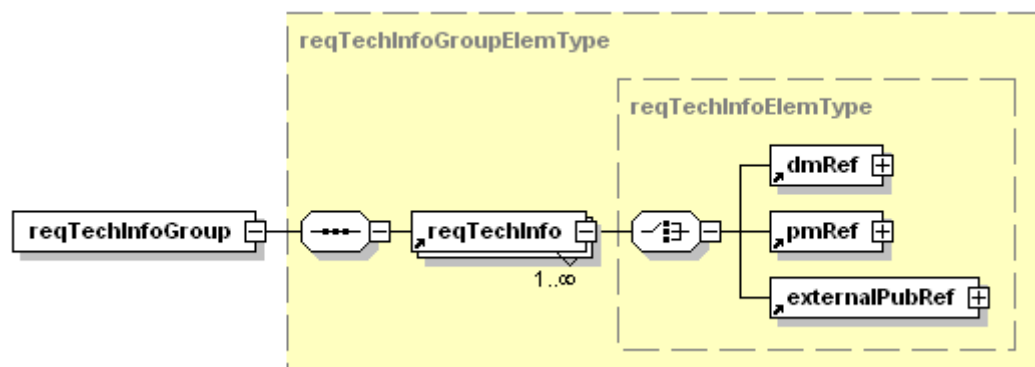 reqTechInfoGroupElemType
reqTechInfoElemType
dmRef
reqTechInfoGroup
reqTechInfo
pmRef
1..∞
externalPubRef